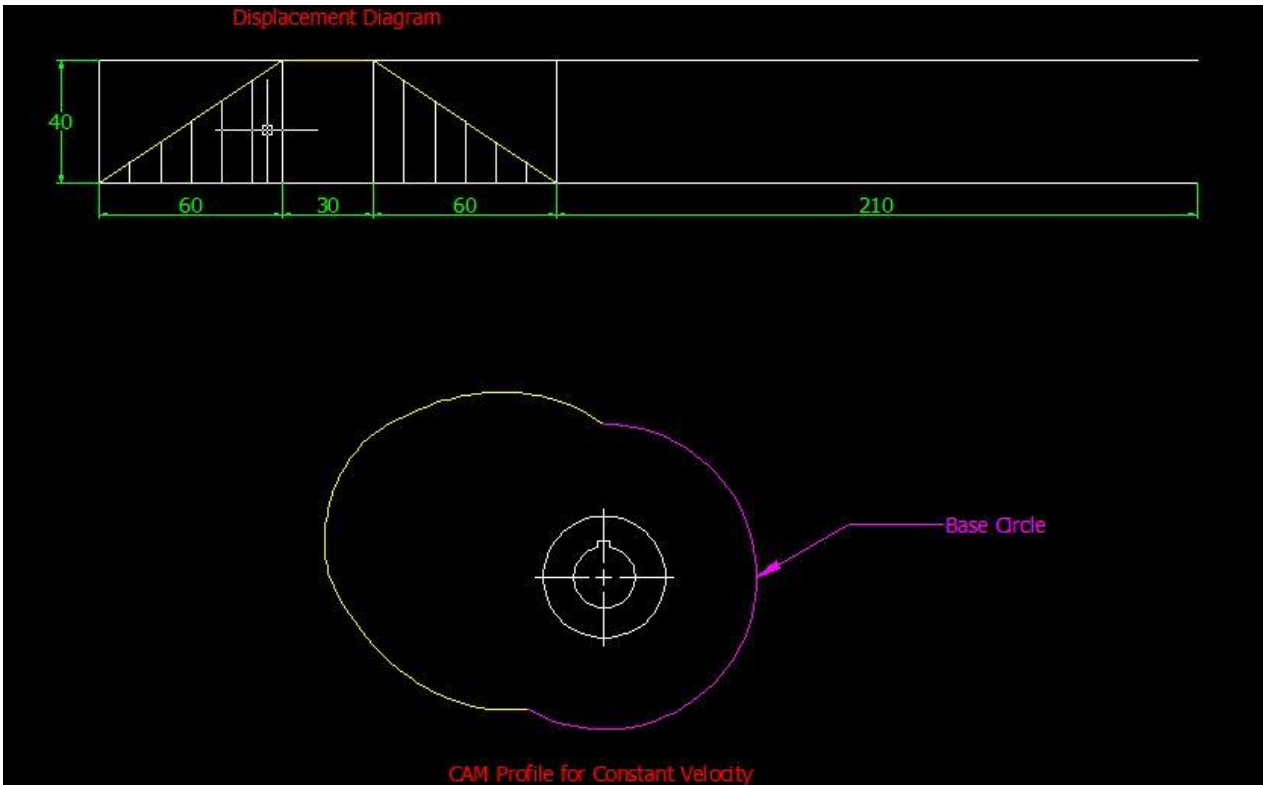 Displacement Diagram
40
60 30 60 210
Base Circle
CAM Profile for Constant Velocity